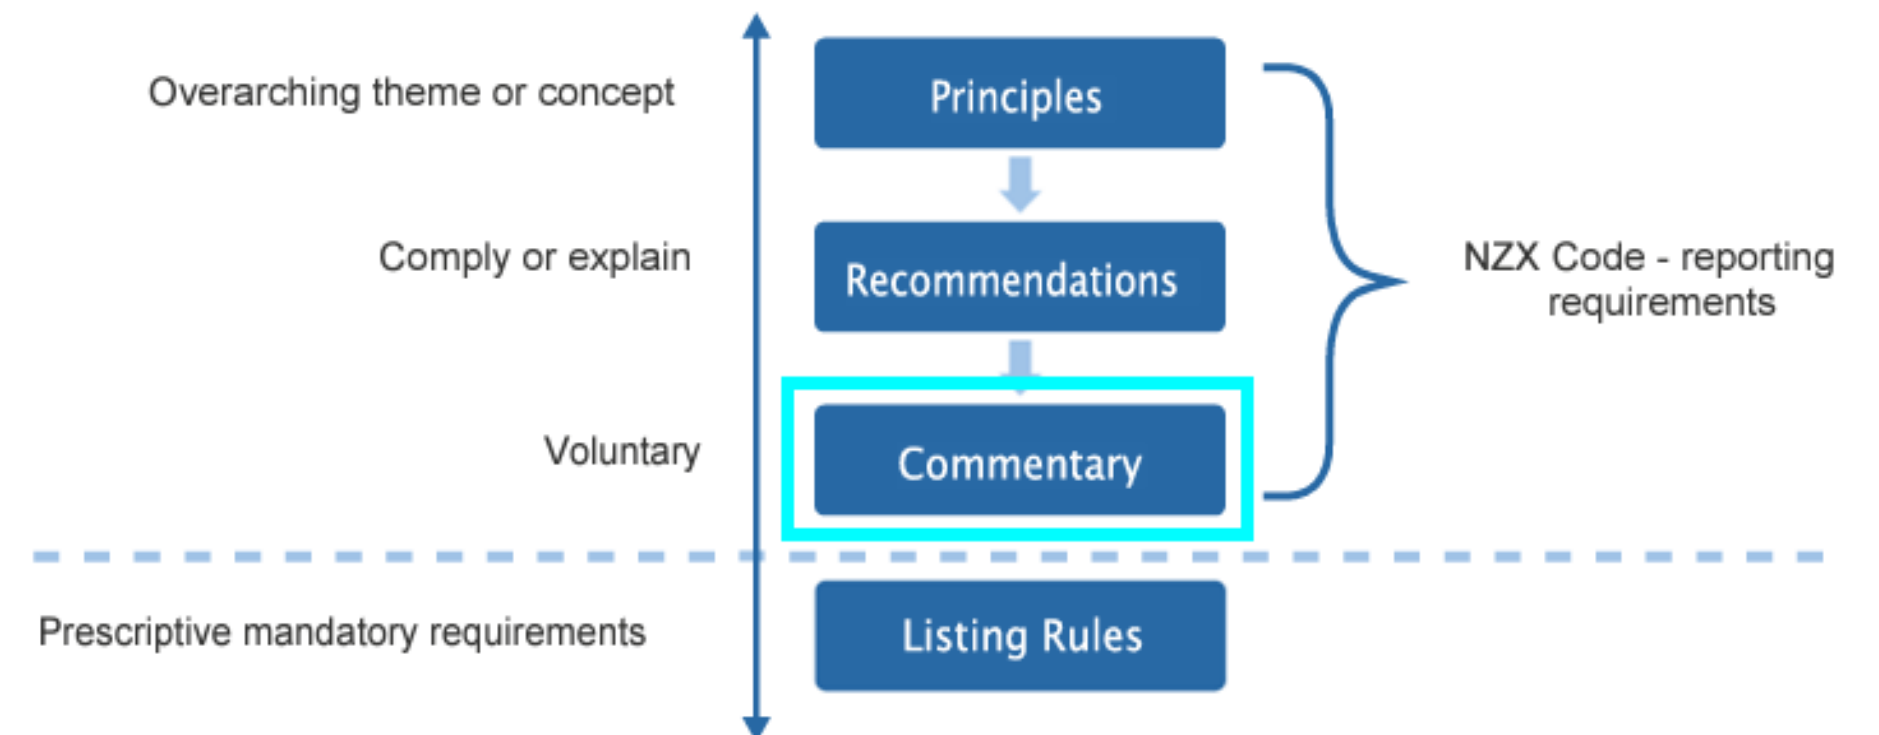 Overarching theme or concept
Principles
Comply or explain
Recommendations
NZX Code - reporting
requirements
Voluntary
Commentary
Prescriptive mandatory requirements
Listing Rules